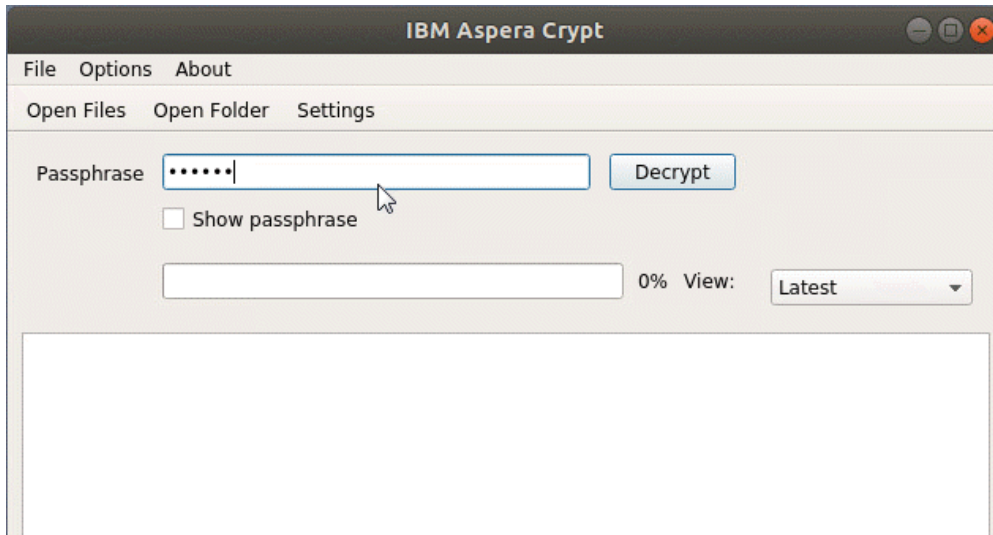 IBM Aspera Crypt
File Options About
Open Files Open Folder Settings
Passphrase •••••• Decrypt
Show passphrase
0% View: Latest